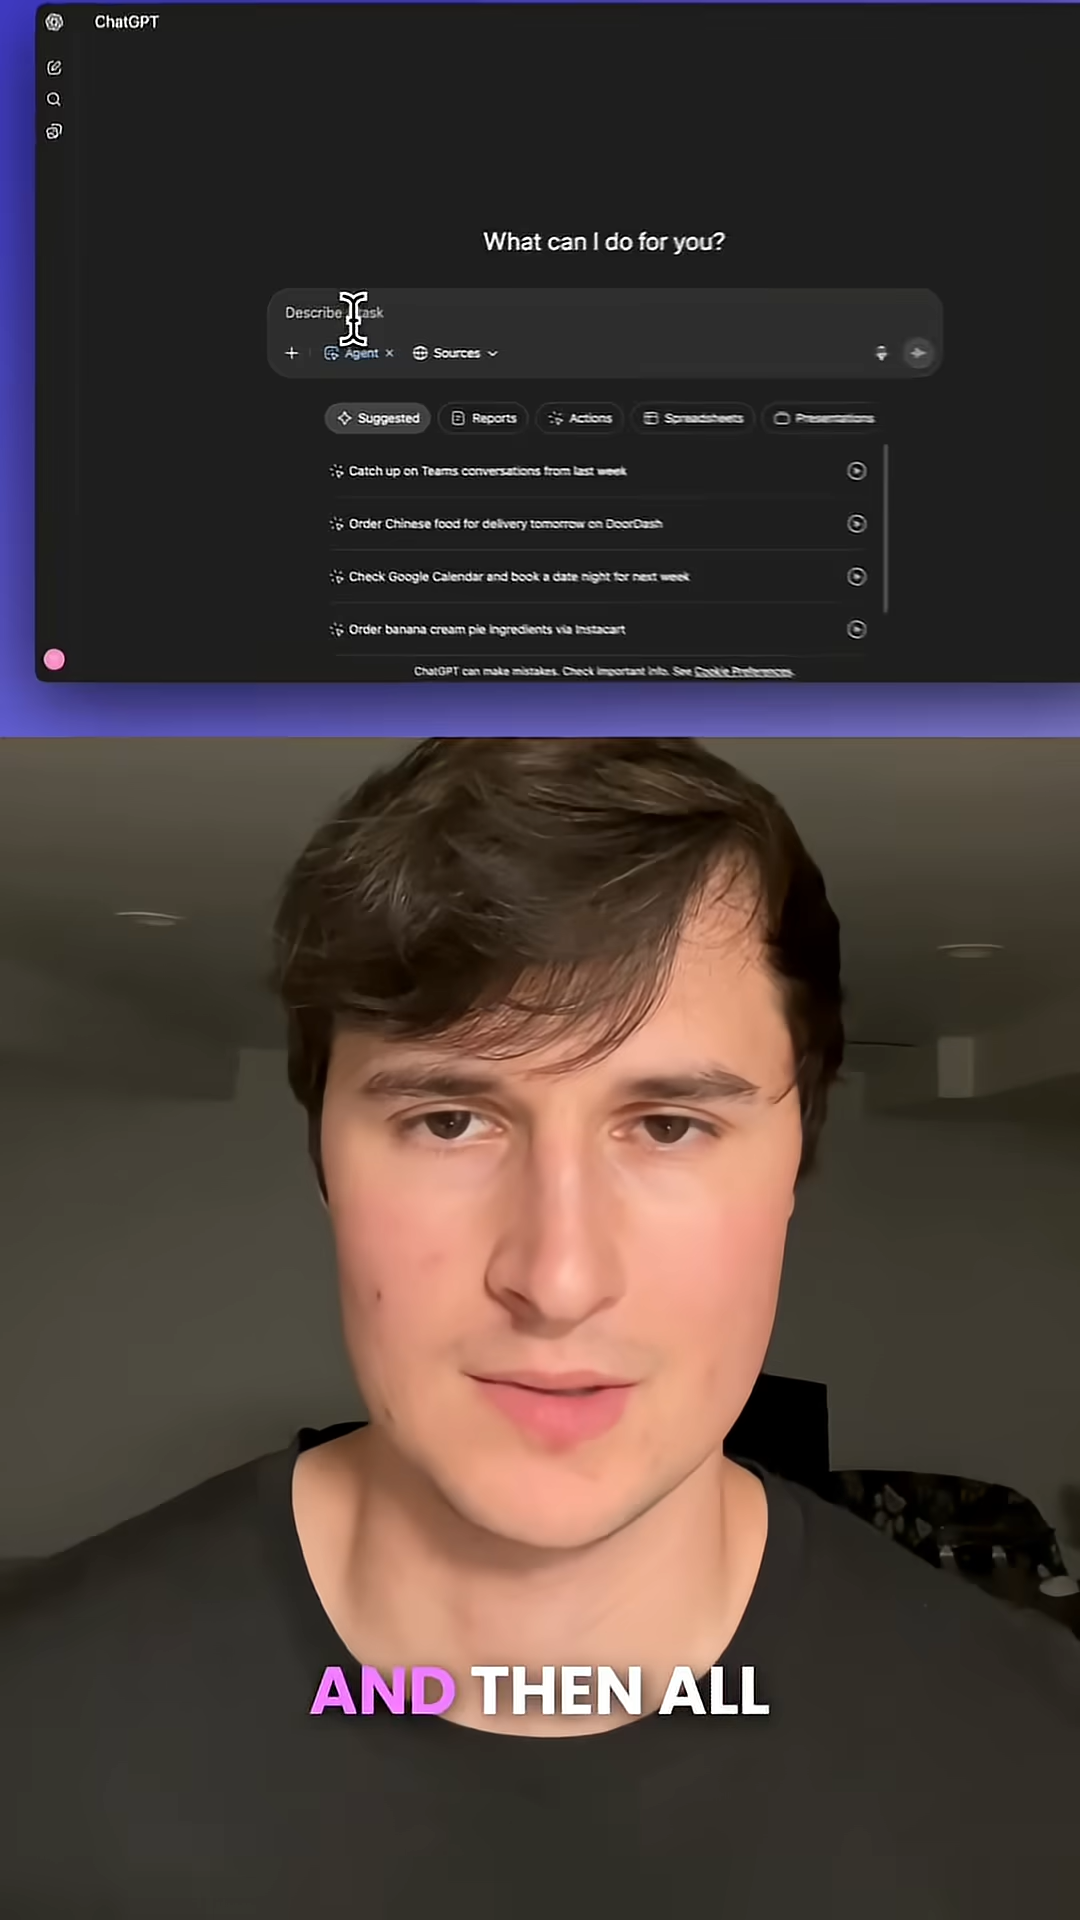 ChatGPT
What can I do for you?
Describe task
Agent × Sources
Suggested Reports Actions Spreadsheets Presentations
Catch up on Teams conversations from last week
Order Chinese food for delivery tomorrow on DoorDash
Check Google Calendar and book a date night for next week
Order banana cream pie ingredients via Instacart
ChatGPT can make mistakes. Check important info. See Cookie Preferences.
AND THEN ALL